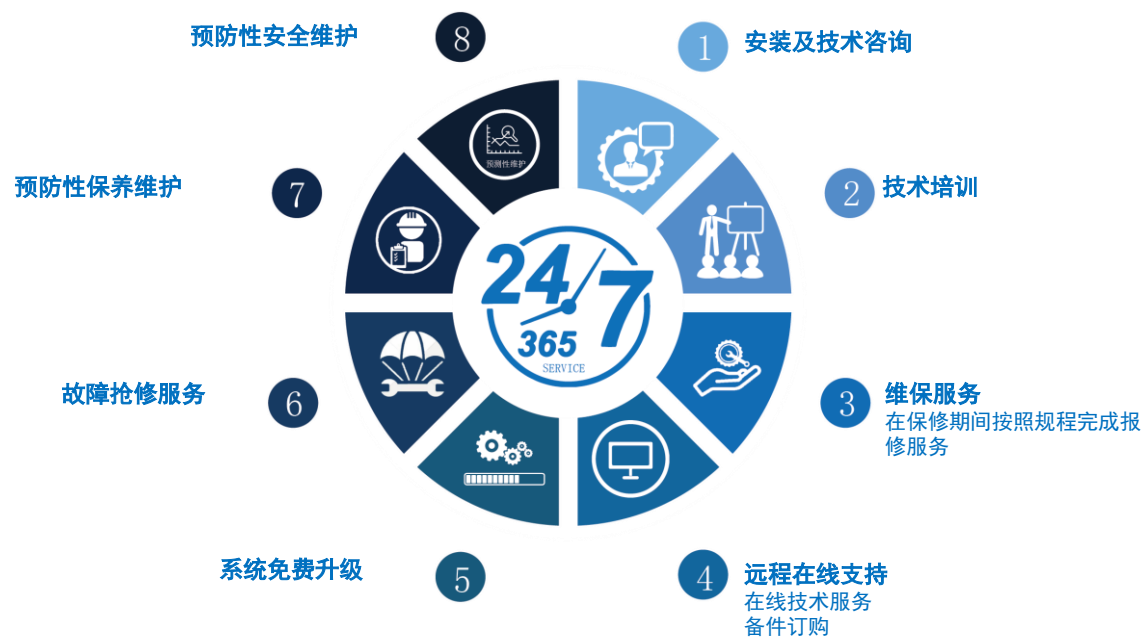 预防性安全维护
8
1
安装及技术咨询
预测性维护
预防性保养维护
7
2
技术培训
24
7
365
SERVICE
故障抢修服务
6
3
维保服务
在保修期间按照规程完成报
修服务
系统免费升级
5
4
远程在线支持
在线技术服务
备件订购